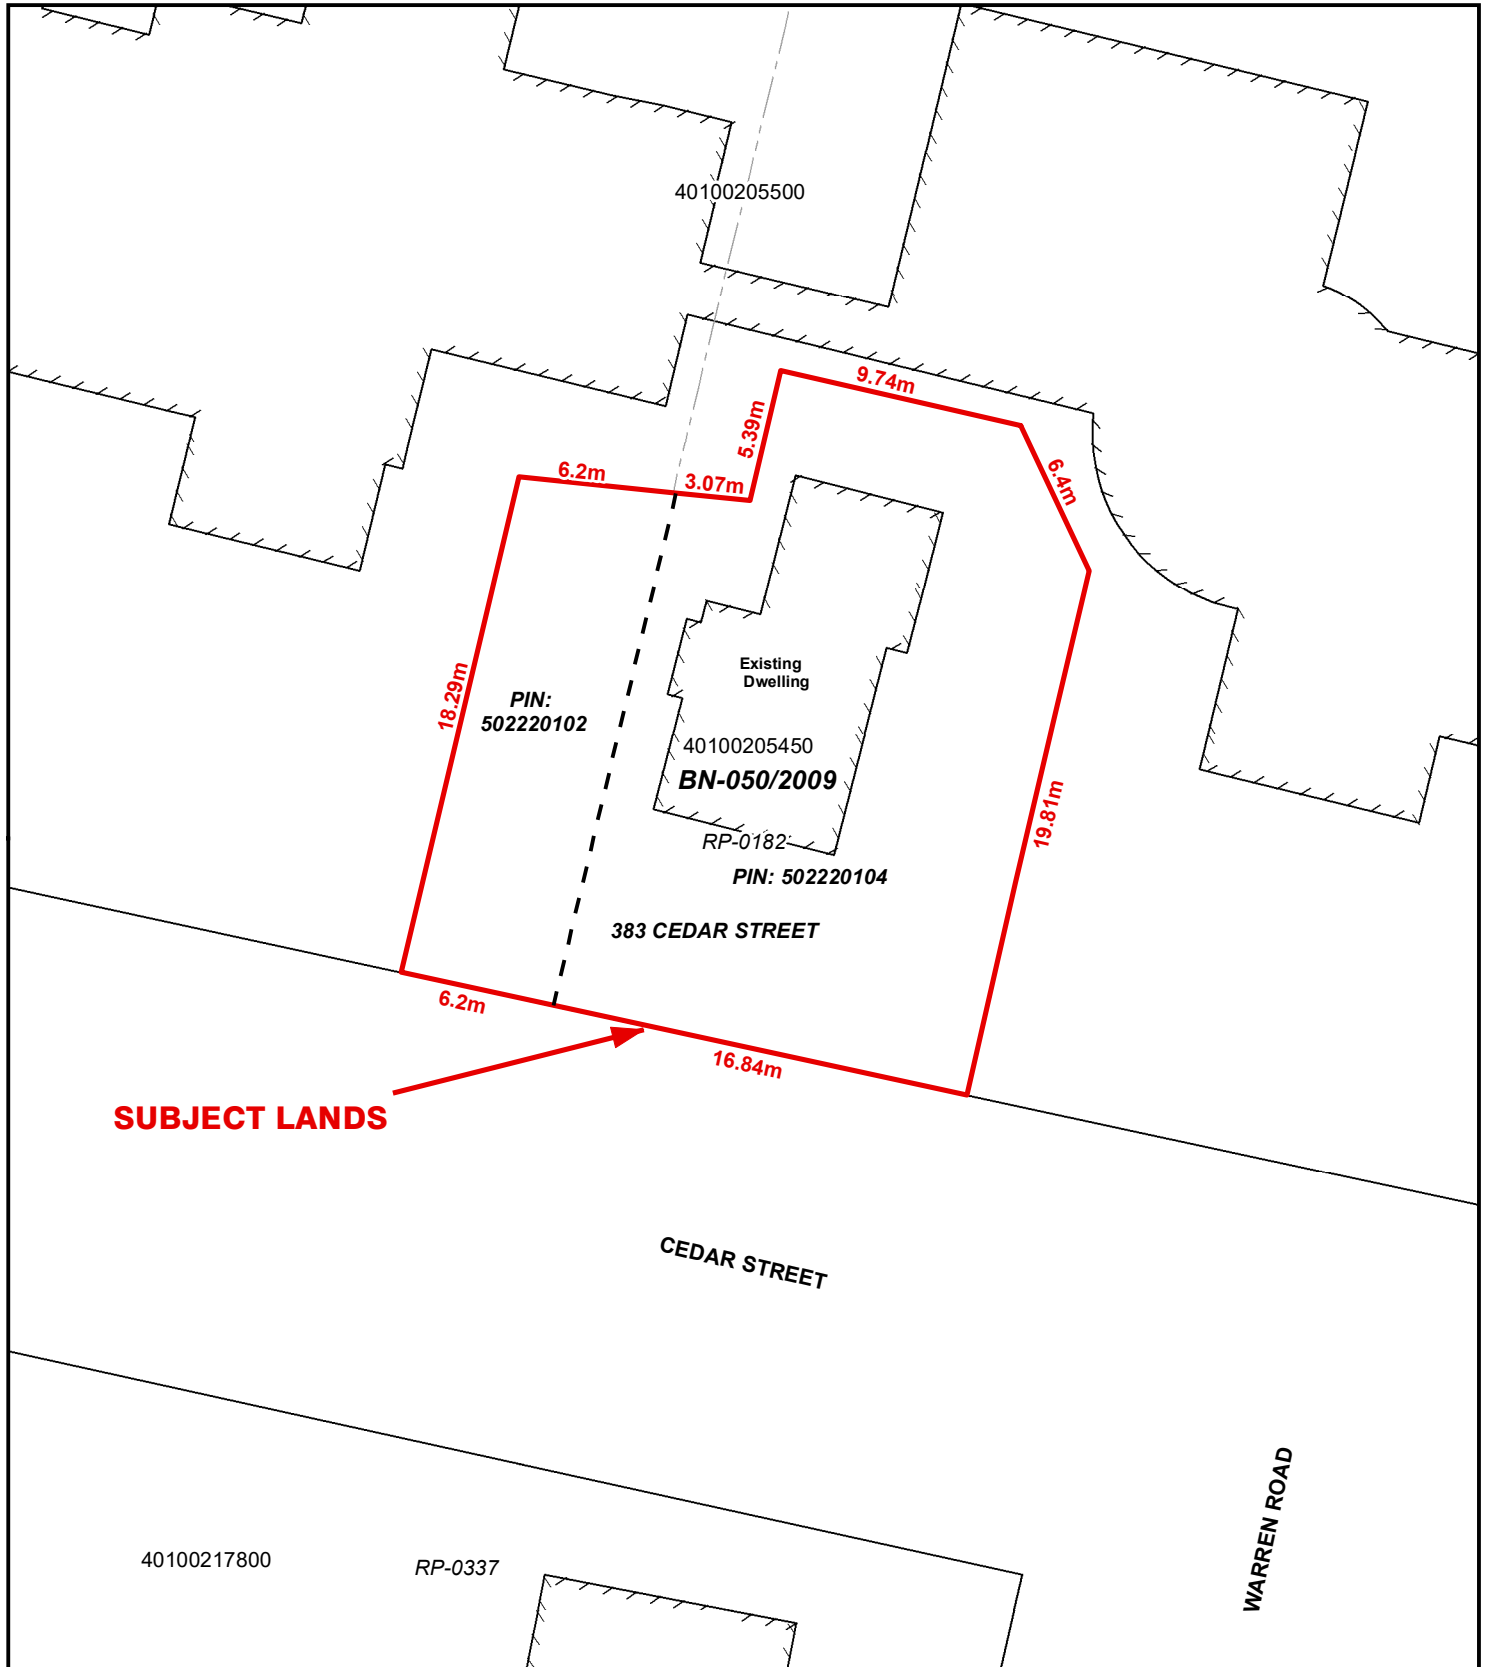 40100205500
9.74m
5.39m
6.2m
3.07m
6.4m
Existing
Dwelling
18.29m
PIN:
502220102
40100205450
BN-050/2009
19.81m
RP-0182
PIN: 502220104
383 CEDAR STREET
6.2m
16.84m
SUBJECT LANDS
CEDAR STREET
WARREN ROAD
40100217800
RP-0337